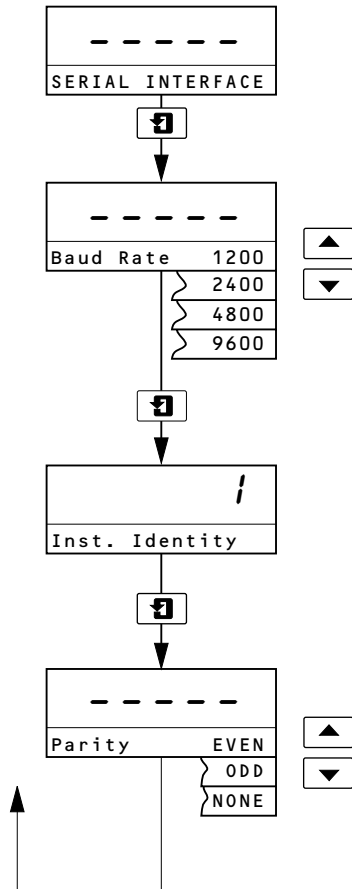 – – – – –
SERIAL INTERFACE
– – – – –
Baud Rate 1200
2400
4800
9600
1
Inst. Identity
– – – – –
Parity EVEN
ODD
NONE